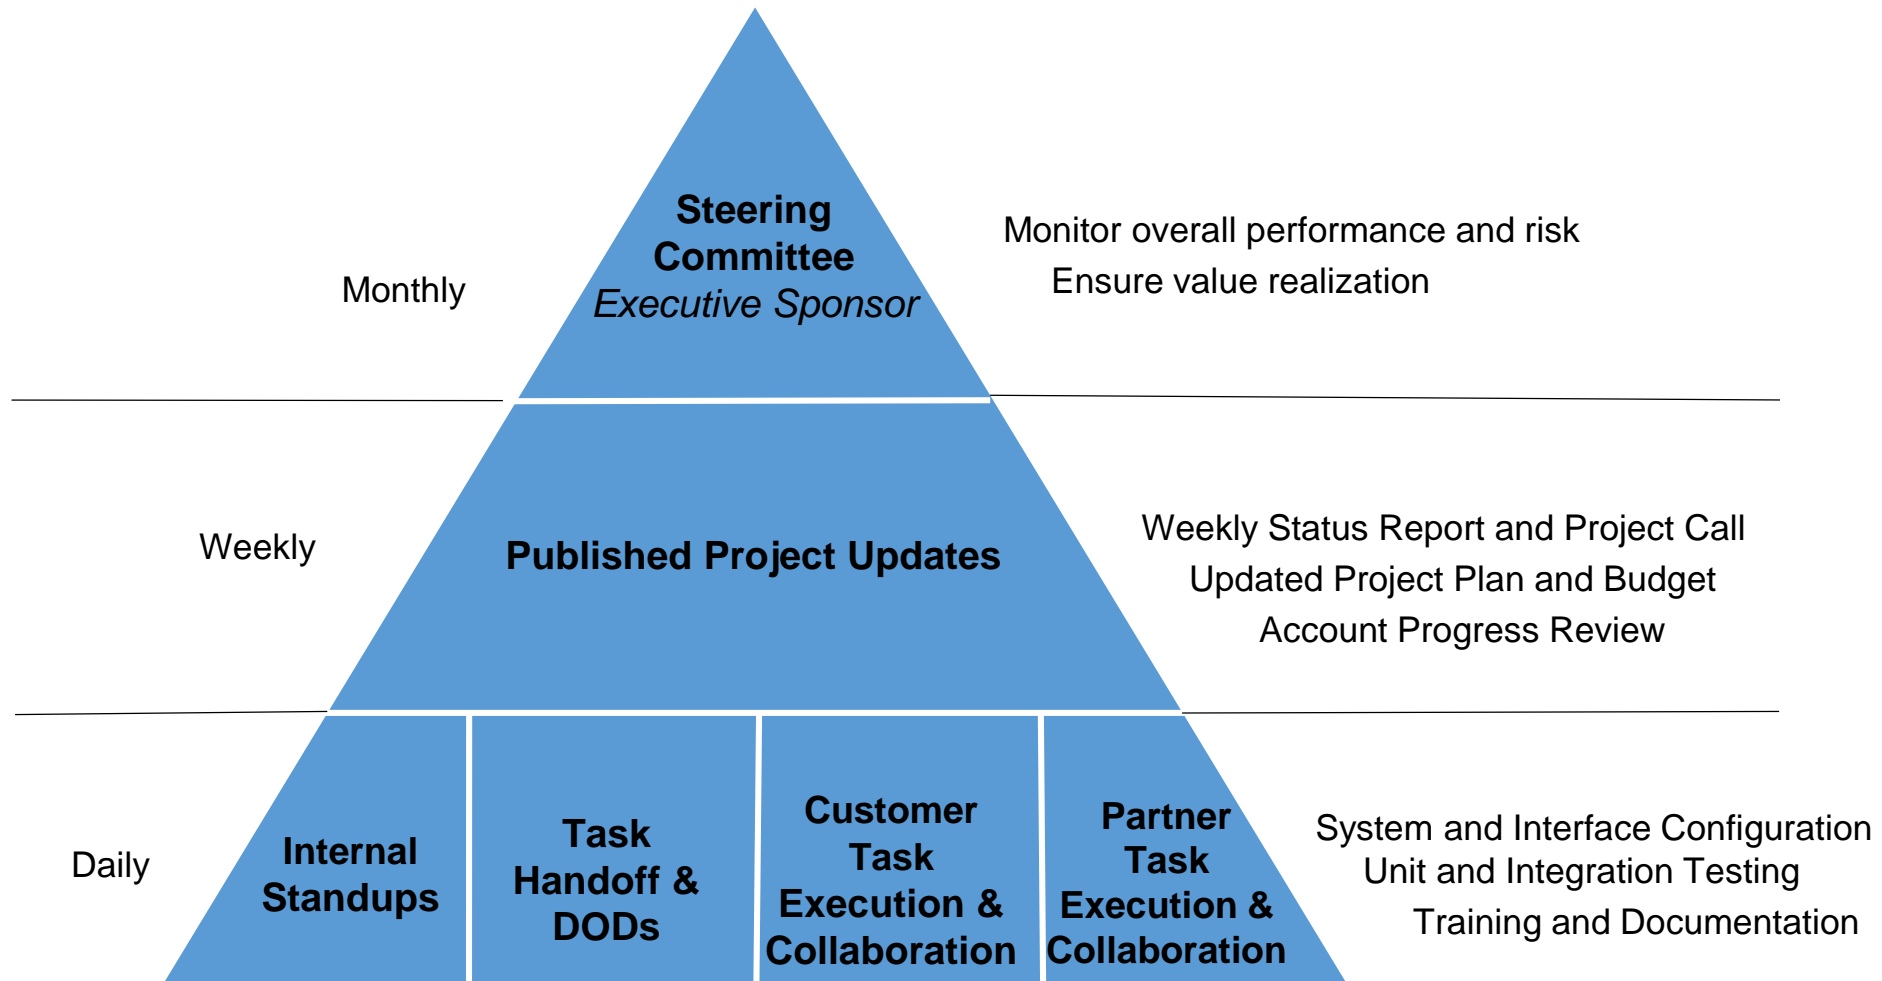 Steering
Committee
Executive Sponsor
Monthly
Monitor overall performance and risk
Ensure value realization
Weekly
Published Project Updates
Weekly Status Report and Project Call
Updated Project Plan and Budget
Account Progress Review
Daily
Internal
Standups
Task
Handoff &
DODs
Customer
Task
Execution &
Collaboration
Partner
Task
Execution &
Collaboration
System and Interface Configuration
Unit and Integration Testing
Training and Documentation